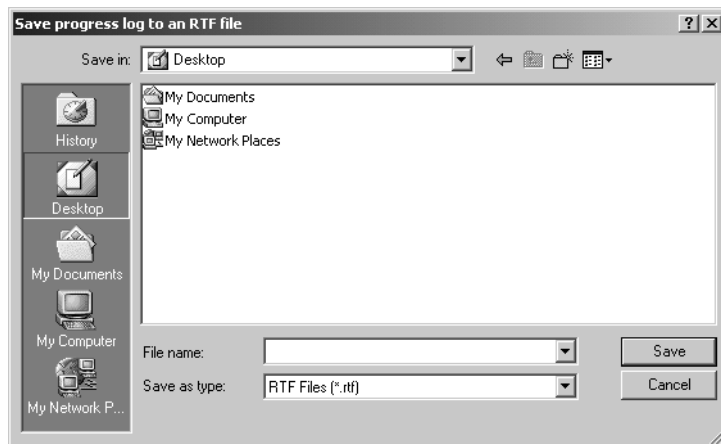 Save progress log to an RTF file
Save in:
Desktop
History
Desktop
My Documents
My Computer
My Network P...
My Documents
My Computer
My Network Places
File name:
Save
Save as type:
RTF Files (*.rtf)
Cancel